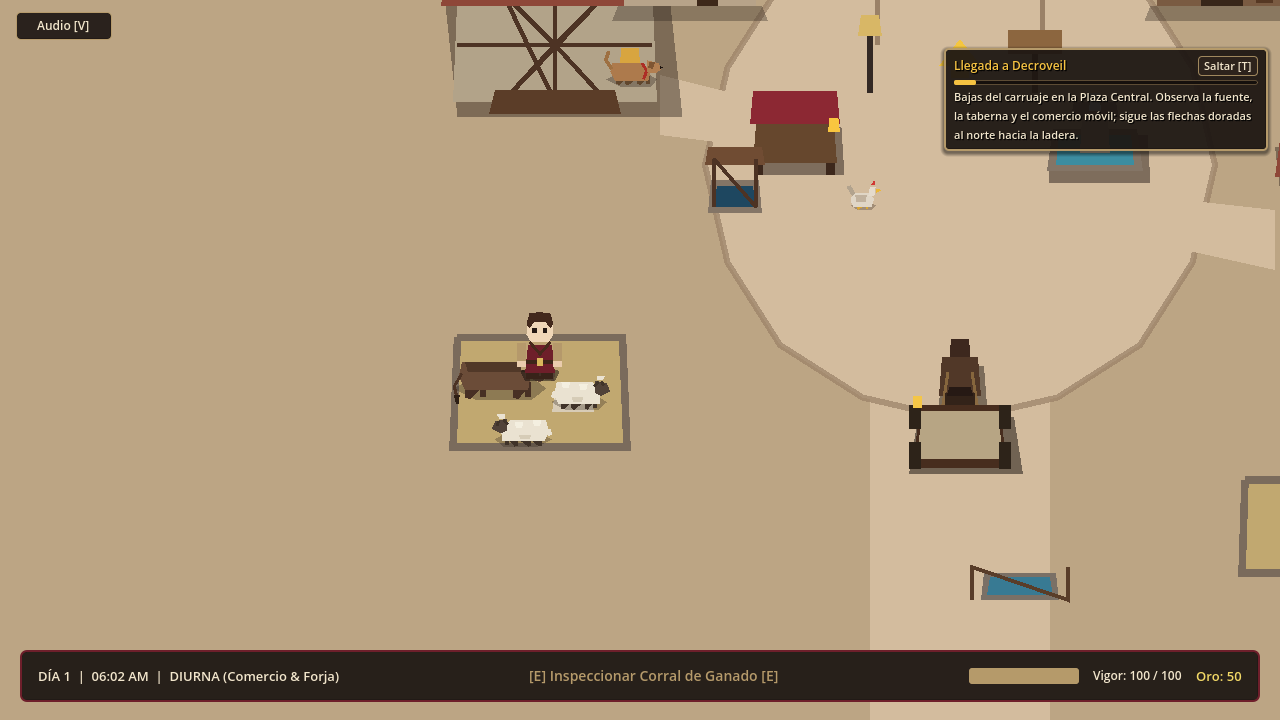 Audio [V]
Llegada a Decroveil
Saltar [T]
Bajas del carruaje en la Plaza Central. Observa la fuente,
la taberna y el comercio móvil; sigue las flechas doradas
al norte hacia la ladera.
DÍA 1 | 06:02 AM | DIURNA (Comercio & Forja)
[E] Inspeccionar Corral de Ganado [E]
Vigor: 100 / 100
Oro: 50